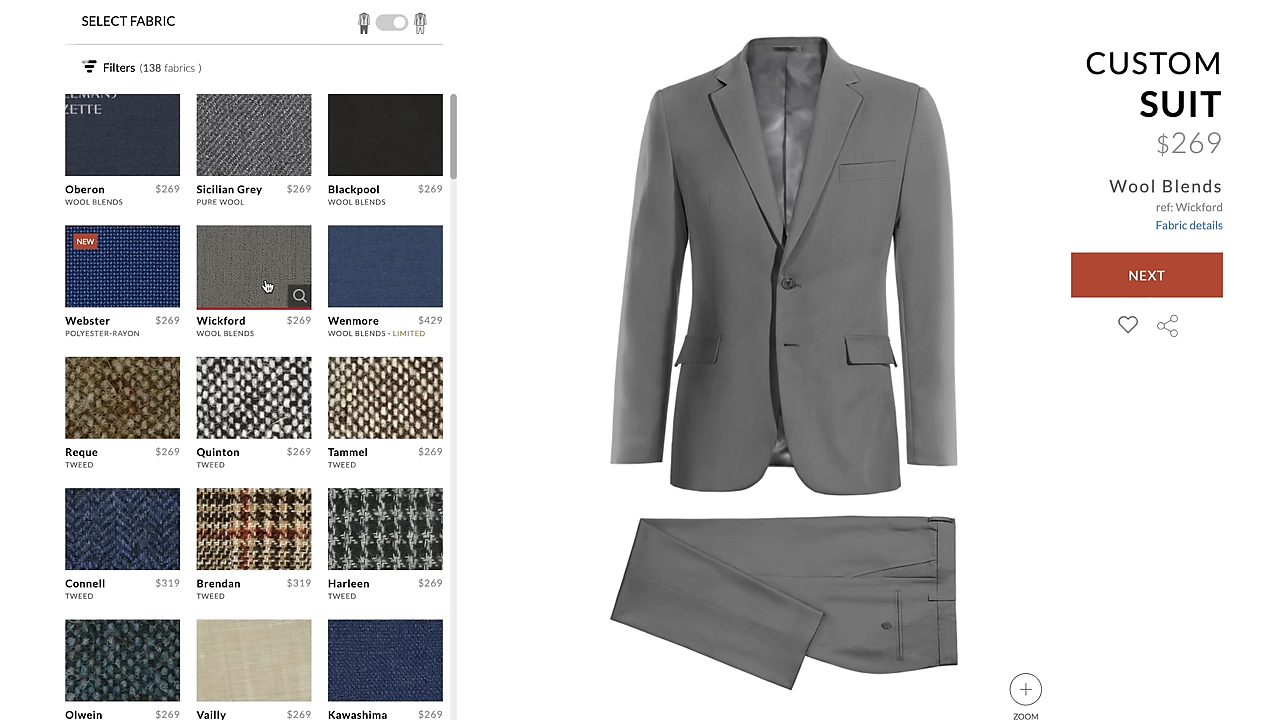 SELECT FABRIC
Filters (138 fabrics )
ZETTE
Oberon $269
WOOL BLENDS
Sicilian Grey $269
PURE WOOL
Blackpool $269
WOOL BLENDS
NEW
Webster $269
POLYESTER-RAYON
Wickford $269
WOOL BLENDS
Wenmore $429
WOOL BLENDS - LIMITED
Reque $269
TWEED
Quinton $269
TWEED
Tammel $269
TWEED
Connell $319
TWEED
Brendan $319
TWEED
Harleen $269
TWEED
Olwein $269
Vailly $269
Kawashima $269
CUSTOM
SUIT
$269
Wool Blends
ref: Wickford
Fabric details
NEXT
ZOOM